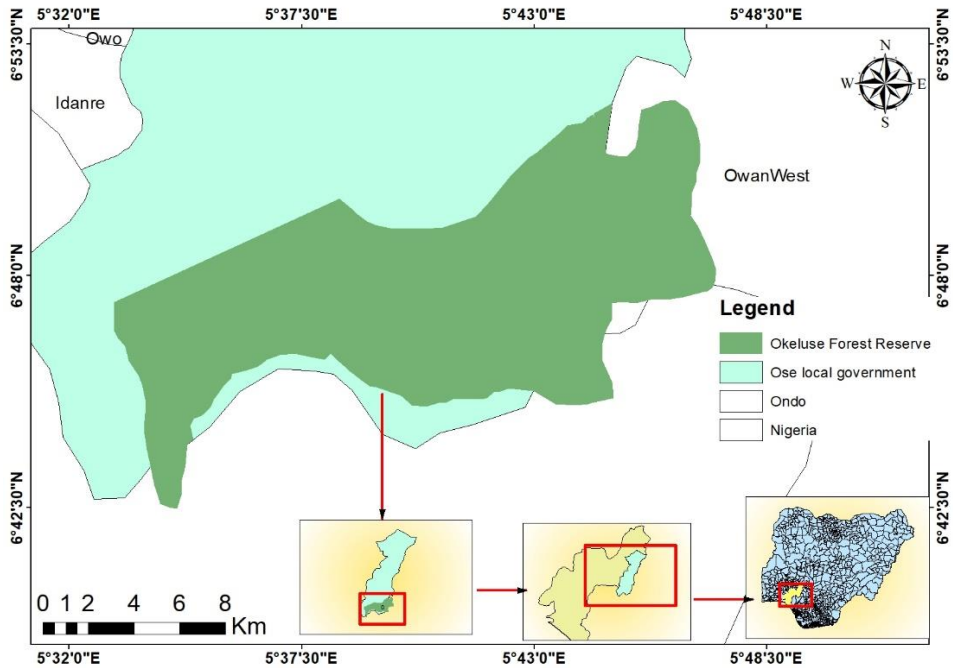 5°32'0"E 5°37'30"E 5°43'0"E 5°48'30"E
6°53'30"N
6°53'30"N
Owo
Idanre
N
W E
S
OwanWest
6°48'0"N
6°48'0"N
Legend
Okeluse Forest Reserve
Ose local government
Ondo
Nigeria
6°42'30"N
6°42'30"N
0 1 2 4 6 8
Km
5°32'0"E 5°37'30"E 5°43'0"E 5°48'30"E